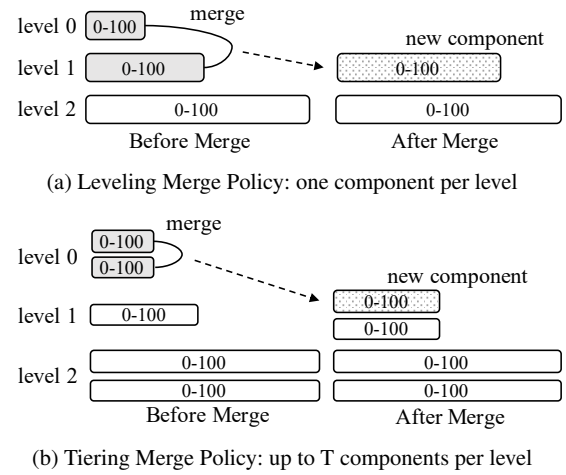 merge
level 0
0-100
new component
level 1
0-100
0-100
level 2
0-100
0-100
Before Merge
After Merge
(a) Leveling Merge Policy: one component per level
merge
level 0
0-100
0-100
new component
level 1
0-100
0-100
0-100
level 2
0-100
0-100
0-100
0-100
Before Merge
After Merge
(b) Tiering Merge Policy: up to T components per level